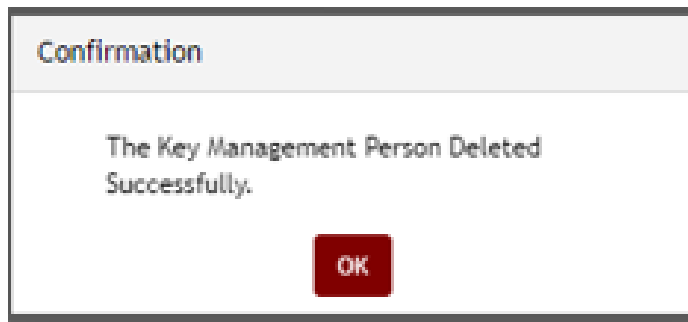 Confirmation
The Key Management Person Deleted
Successfully.
OK